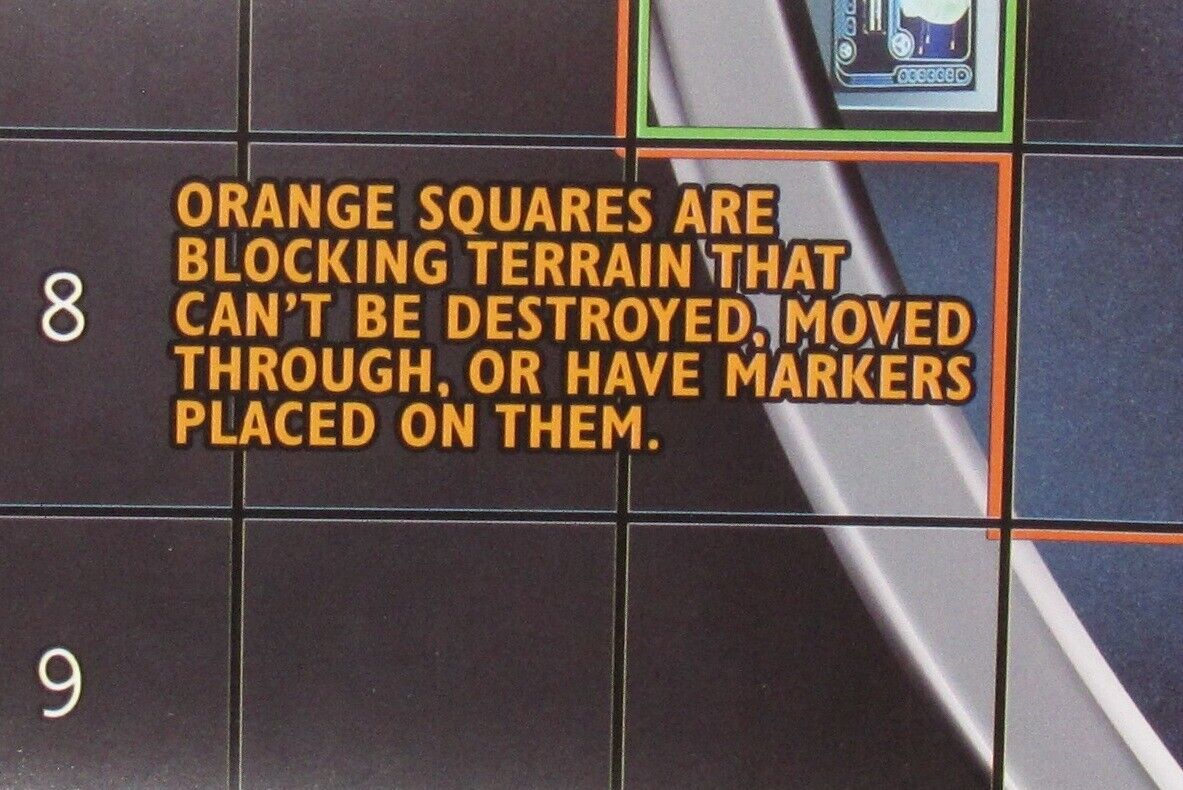 ORANGE SQUARES ARE
BLOCKING TERRAIN THAT
CAN'T BE DESTROYED, MOVED
THROUGH, OR HAVE MARKERS
PLACED ON THEM.
8
9